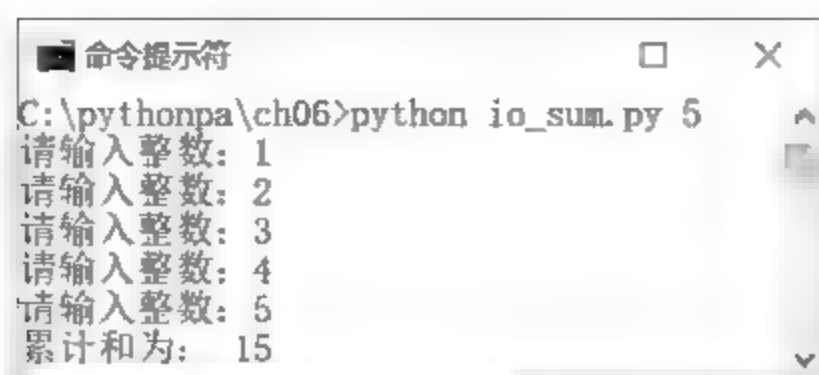 命令提示符
C:\pythonpa\ch06>python io_sum.py 5
请输入整数: 1
请输入整数: 2
请输入整数: 3
请输入整数: 4
请输入整数: 5
累计和为: 15